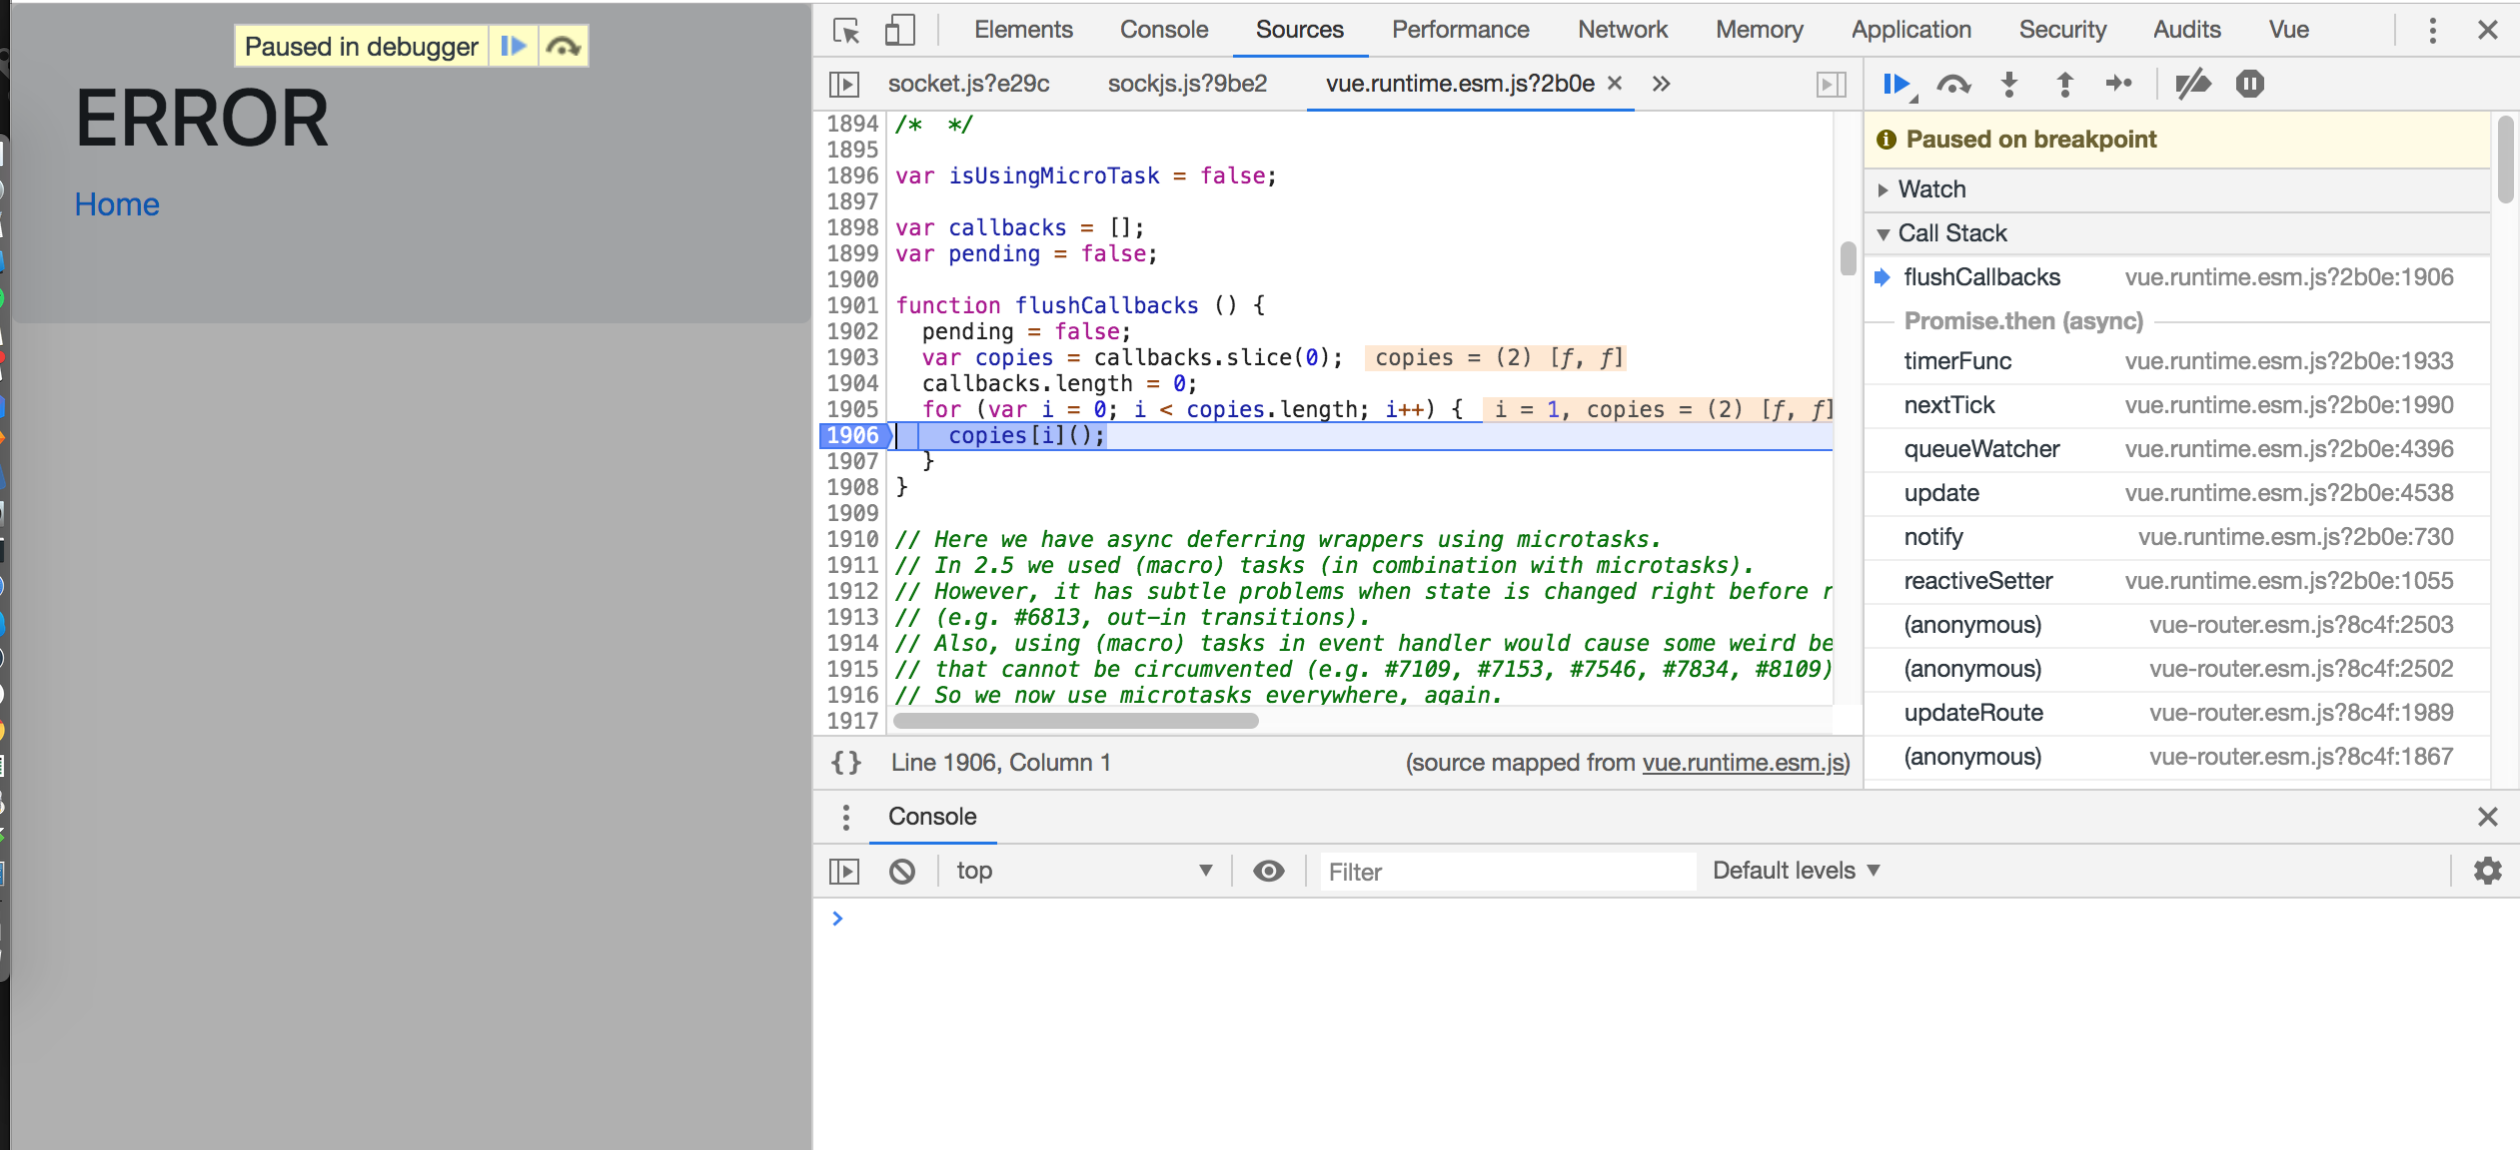 Paused in debugger
ERROR
Home
Elements Console Sources Performance Network Memory Application Security Audits Vue
socket.js?e29c sockjs.js?9be2 vue.runtime.esm.js?2b0e × »
1894 /*  */
1895
1896 var isUsingMicroTask = false;
1897
1898 var callbacks = [];
1899 var pending = false;
1900
1901 function flushCallbacks () {
1902   pending = false;
1903   var copies = callbacks.slice(0);  copies = (2) [ƒ, ƒ]
1904   callbacks.length = 0;
1905   for (var i = 0; i < copies.length; i++) {  i = 1, copies = (2) [ƒ, ƒ]
1906     copies[i]();
1907   }
1908 }
1909
1910 // Here we have async deferring wrappers using microtasks.
1911 // In 2.5 we used (macro) tasks (in combination with microtasks).
1912 // However, it has subtle problems when state is changed right before r
1913 // (e.g. #6813, out-in transitions).
1914 // Also, using (macro) tasks in event handler would cause some weird be
1915 // that cannot be circumvented (e.g. #7109, #7153, #7546, #7834, #8109)
1916 // So we now use microtasks everywhere, again.
1917
{} Line 1906, Column 1 (source mapped from vue.runtime.esm.js)
Paused on breakpoint
Watch
Call Stack
flushCallbacks vue.runtime.esm.js?2b0e:1906
Promise.then (async)
timerFunc vue.runtime.esm.js?2b0e:1933
nextTick vue.runtime.esm.js?2b0e:1990
queueWatcher vue.runtime.esm.js?2b0e:4396
update vue.runtime.esm.js?2b0e:4538
notify vue.runtime.esm.js?2b0e:730
reactiveSetter vue.runtime.esm.js?2b0e:1055
(anonymous) vue-router.esm.js?8c4f:2503
(anonymous) vue-router.esm.js?8c4f:2502
updateRoute vue-router.esm.js?8c4f:1989
(anonymous) vue-router.esm.js?8c4f:1867
Console
top Filter Default levels